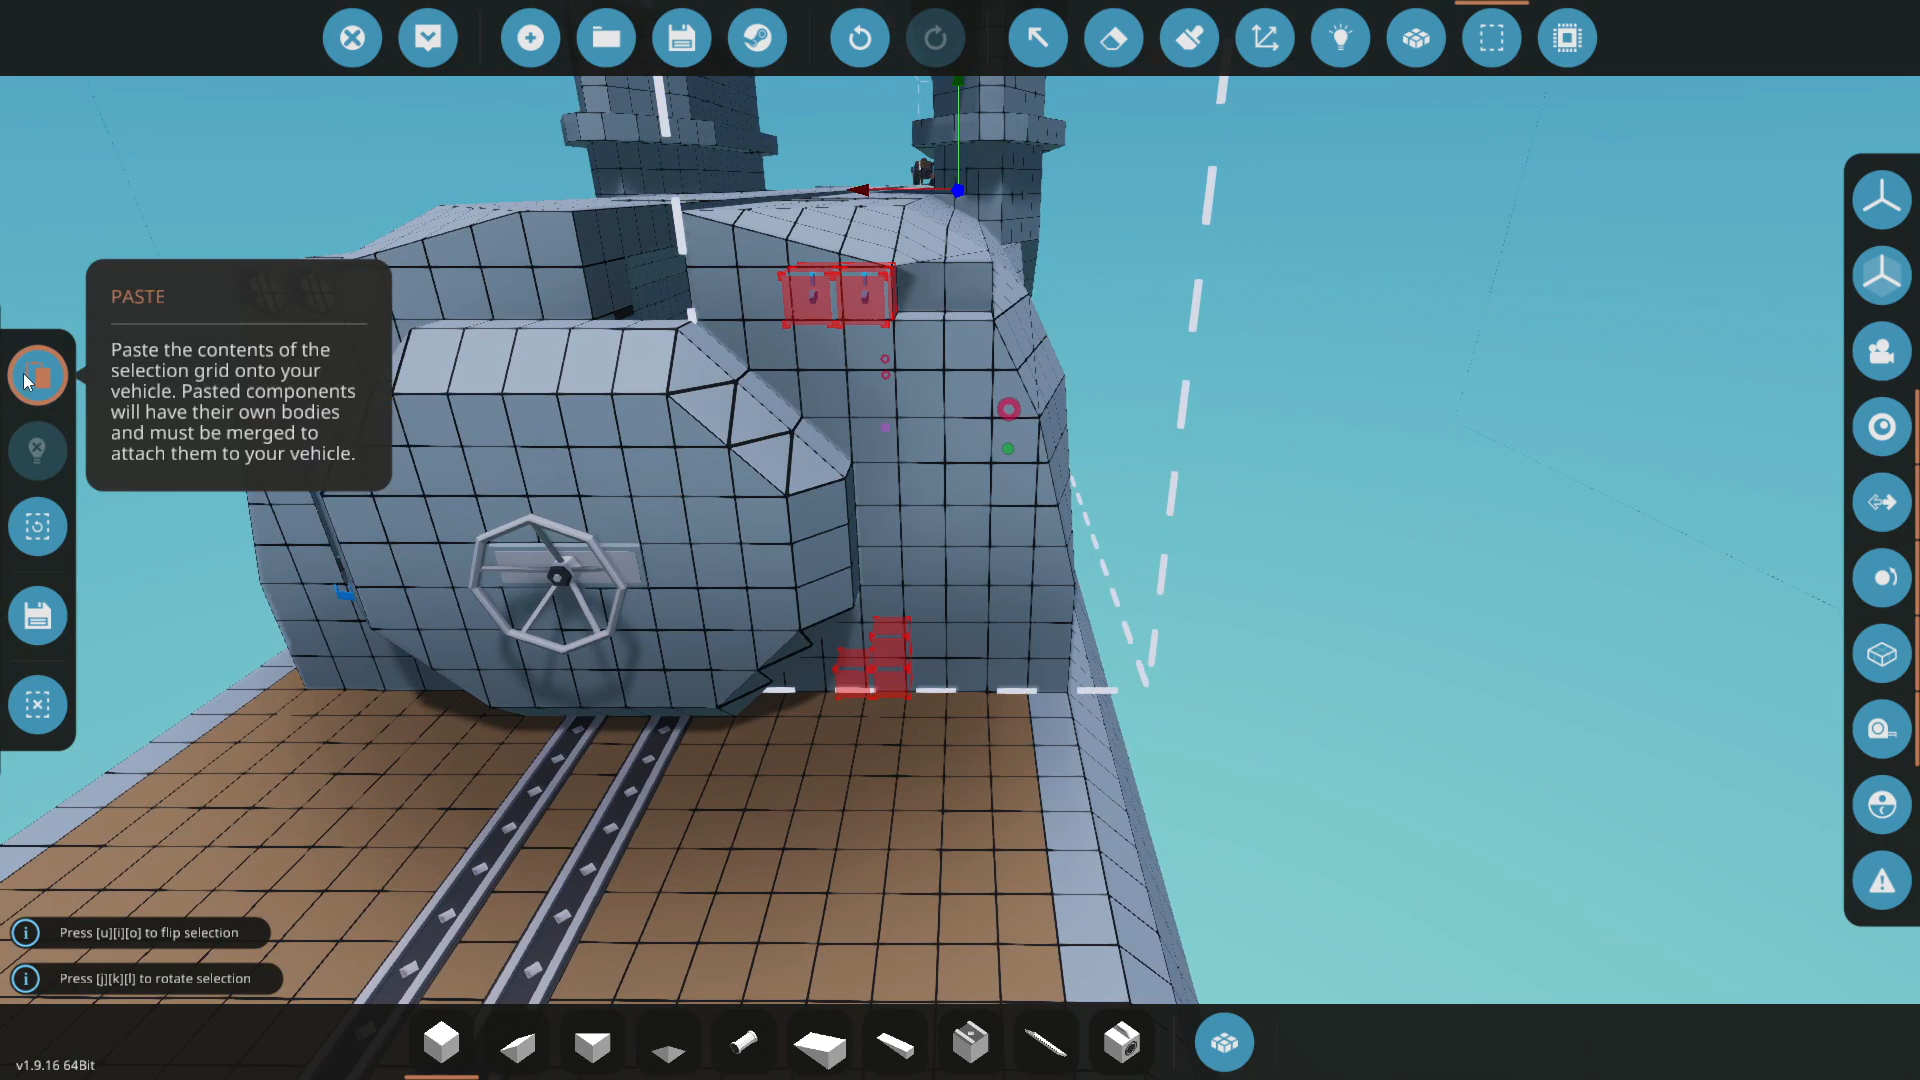 PASTE
Paste the contents of the
selection grid onto your
vehicle. Pasted components
will have their own bodies
and must be merged to
attach them to your vehicle.
Press [u][i][o] to flip selection
Press [j][k][l] to rotate selection
v1.9.16 64Bit